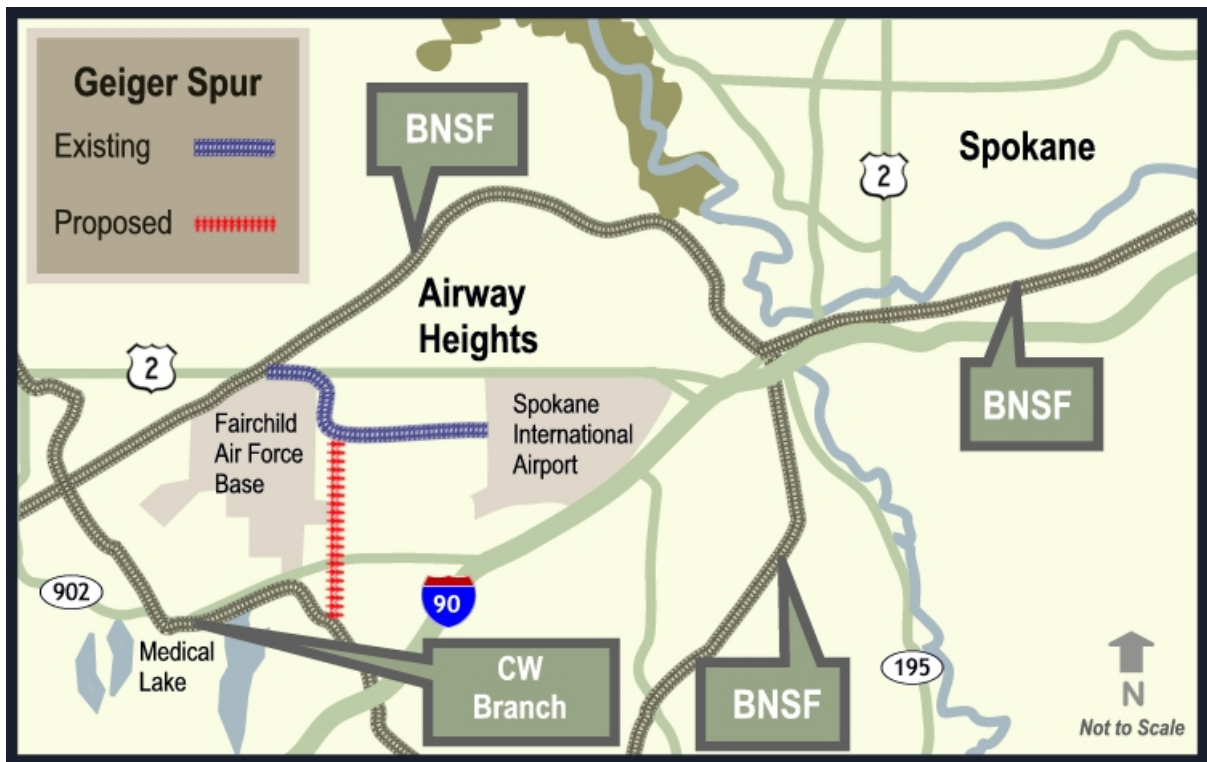 Geiger Spur
Existing
Proposed
BNSF
Spokane
2
Airway
Heights
2
BNSF
Fairchild
Air Force
Base
Spokane
International
Airport
902
90
Medical
Lake
CW
Branch
BNSF
195
N
Not to Scale